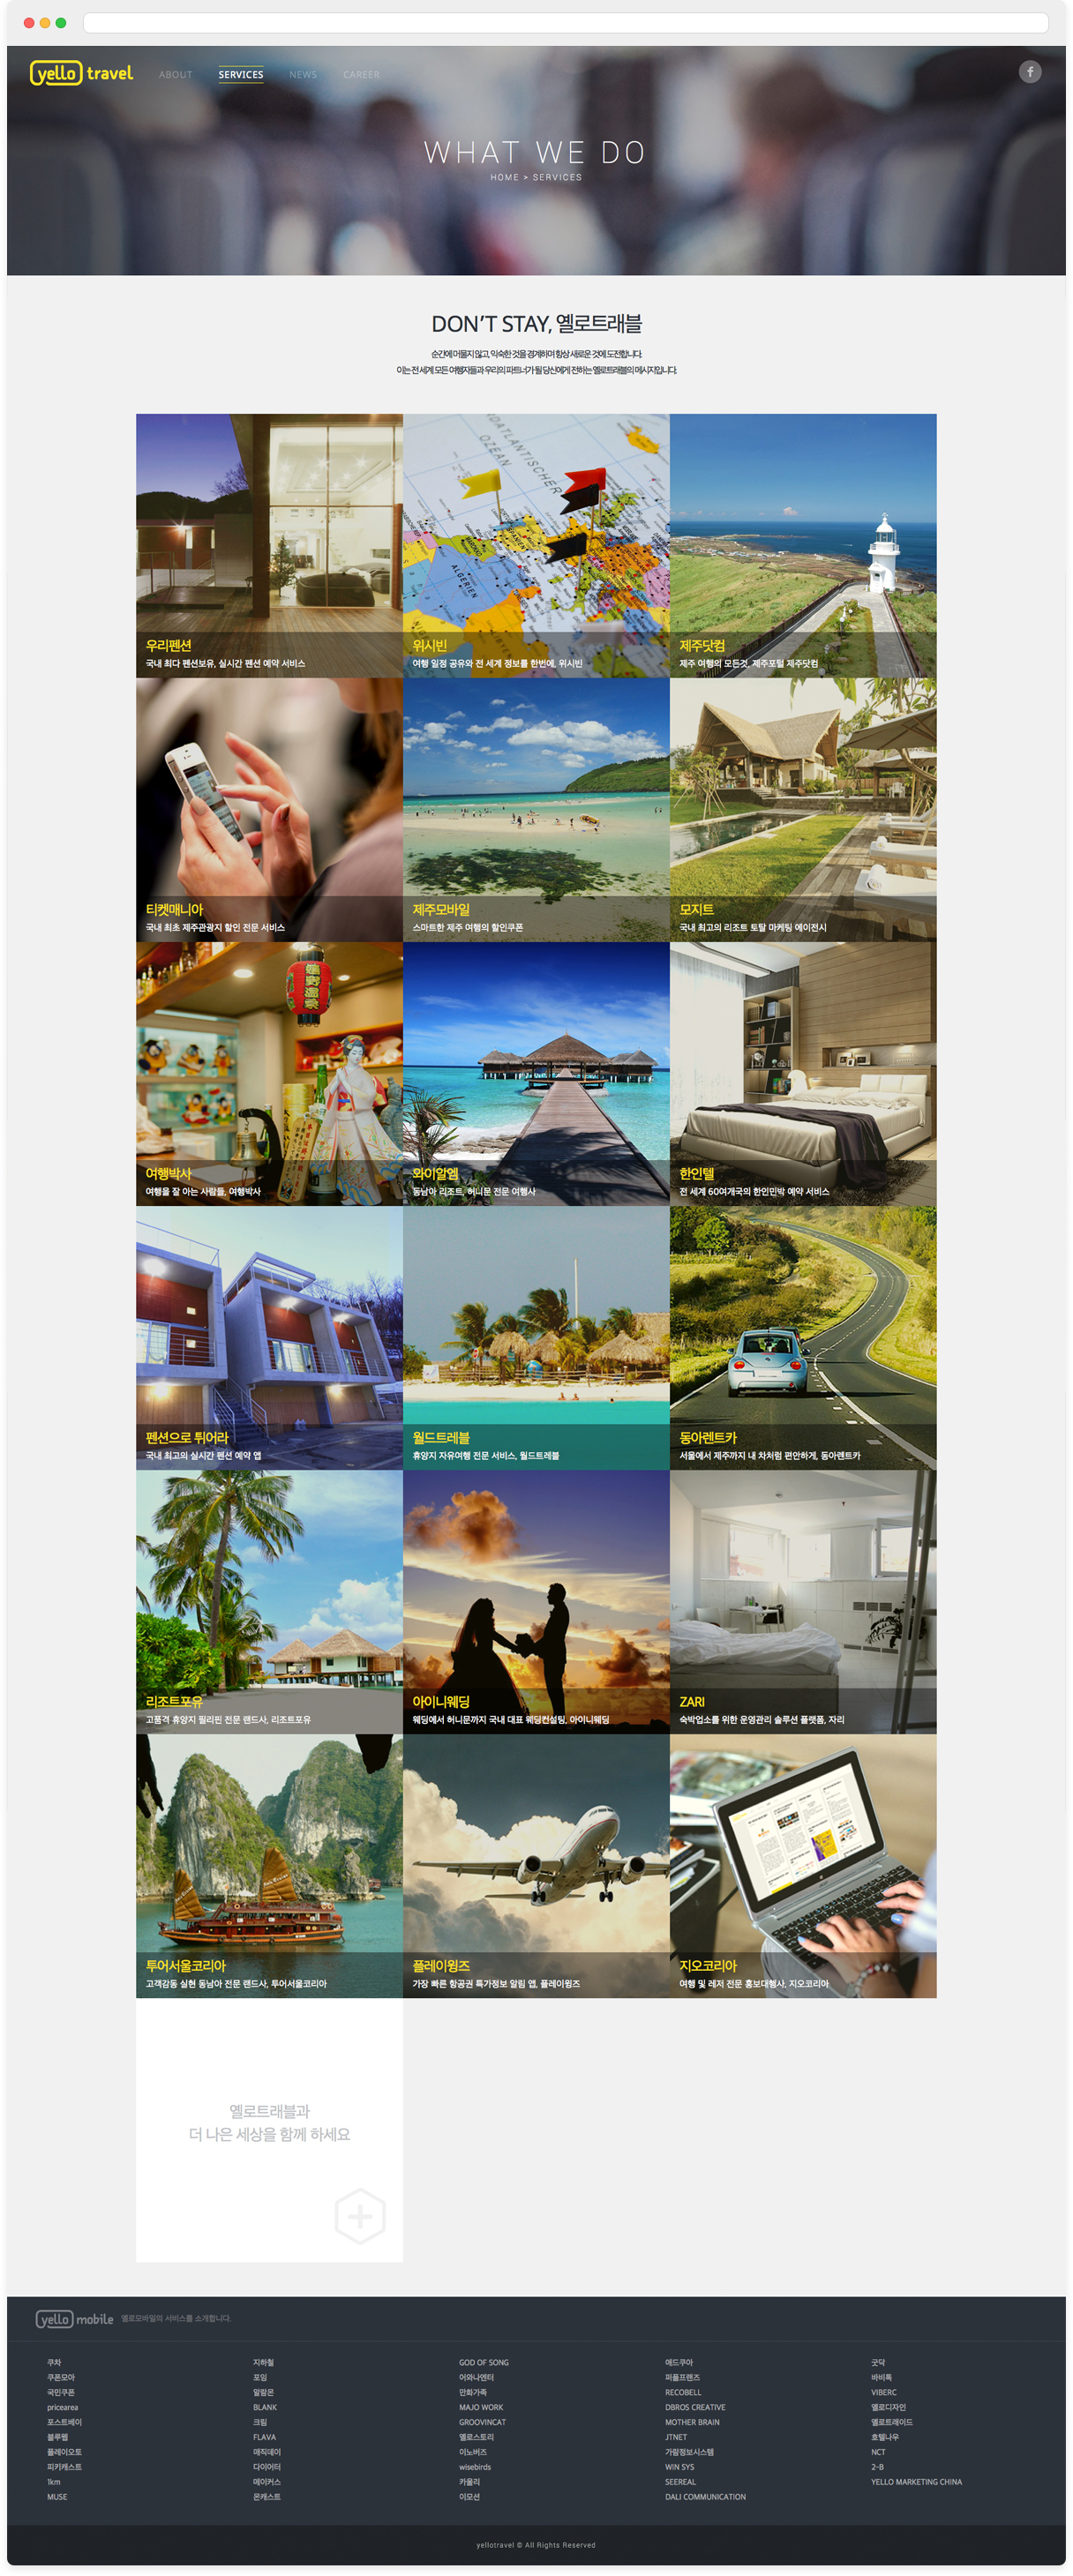 yello travel
ABOUT
SERVICES
NEWS
CAREER
WHAT WE DO
HOME > SERVICES
DON'T STAY, 옐로트래블
순간에 머물지 않고, 익숙한 것을 경계하며 항상 새로운 것에 도전합니다.
이는 전 세계 모든 여행자들과 우리의 파트너가 될 당신에게 전하는 옐로트래블의 메시지입니다.
우리펜션
국내 최다 펜션보유, 실시간 펜션 예약 서비스
위시빈
여행 일정 공유와 전 세계 정보를 한번에, 위시빈
제주닷컴
제주 여행의 모든것, 제주포털 제주닷컴
티켓매니아
국내 최초 제주관광지 할인 전문 서비스
제주모바일
스마트한 제주 여행의 할인쿠폰
모지트
국내 최고의 리조트 토탈 마케팅 에이전시
여행박사
여행을 잘 아는 사람들, 여행박사
와이알엠
동남아 리조트, 허니문 전문 여행사
한인텔
전 세계 60여개국의 한인민박 예약 서비스
펜션으로 튀어라
국내 최고의 실시간 펜션 예약 앱
월드트레블
휴양지 자유여행 전문 서비스, 월드트레블
동아렌트카
서울에서 제주까지 내 차처럼 편안하게, 동아렌트카
리조트포유
고품격 휴양지 필리핀 전문 랜드사, 리조트포유
아이니웨딩
웨딩에서 허니문까지 국내 대표 웨딩컨설팅, 아이니웨딩
ZARI
숙박업소를 위한 운영관리 솔루션 플랫폼, 자리
투어서울코리아
고객감동 실현 동남아 전문 랜드사, 투어서울코리아
플레이윙즈
가장 빠른 항공권 특가정보 알림 앱, 플레이윙즈
지오코리아
여행 및 레저 전문 홍보대행사, 지오코리아
옐로트래블과
더 나은 세상을 함께 하세요
yello mobile 옐로모바일의 서비스를 소개합니다.
쿠차
쿠폰모아
국민쿠폰
pricearea
포스트베이
블루웹
플레이오토
피키캐스트
1km
MUSE
지하철
포잉
알람몬
BLANK
크림
FLAVA
매직데이
다이어터
메이커스
몬캐스트
GOD OF SONG
어와나엔터
만화가족
MAJO WORK
GROOVINCAT
옐로스토리
이노버즈
wisebirds
카울리
이모션
애드쿠아
퍼플프렌즈
RECOBELL
DBROS CREATIVE
MOTHER BRAIN
JTNET
가람정보시스템
WIN SYS
SEEREAL
DALI COMMUNICATION
굿닥
바비톡
VIBERC
옐로디자인
옐로트레이드
호텔나우
NCT
2-B
YELLO MARKETING CHINA
yellotravel © All Rights Reserved